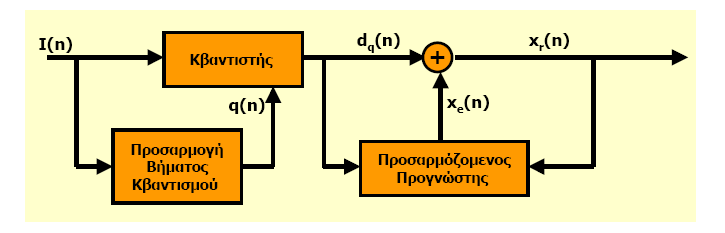 I(n)
Κβαντιστής
d_q(n)
+
x_r(n)
q(n)
x_e(n)
Προσαρμογή
Βήματος
Κβαντισμού
Προσαρμόζομενος
Προγνώστης